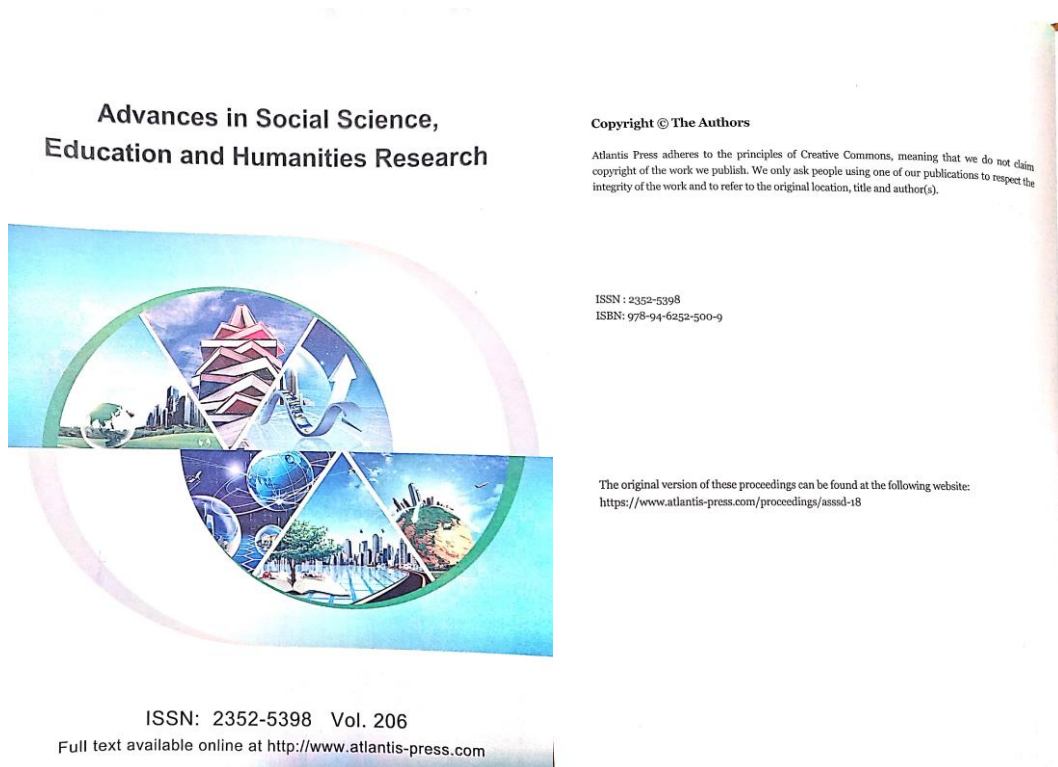 Advances in Social Science,
Education and Humanities Research
ISSN: 2352-5398 Vol. 206
Full text available online at http://www.atlantis-press.com
Copyright © The Authors
Atlantis Press adheres to the principles of Creative Commons, meaning that we do not claim
copyright of the work we publish. We only ask people using one of our publications to respect the
integrity of the work and to refer to the original location, title and author(s).
ISSN : 2352-5398
ISBN: 978-94-6252-500-9
The original version of these proceedings can be found at the following website:
https://www.atlantis-press.com/proceedings/asssd-18